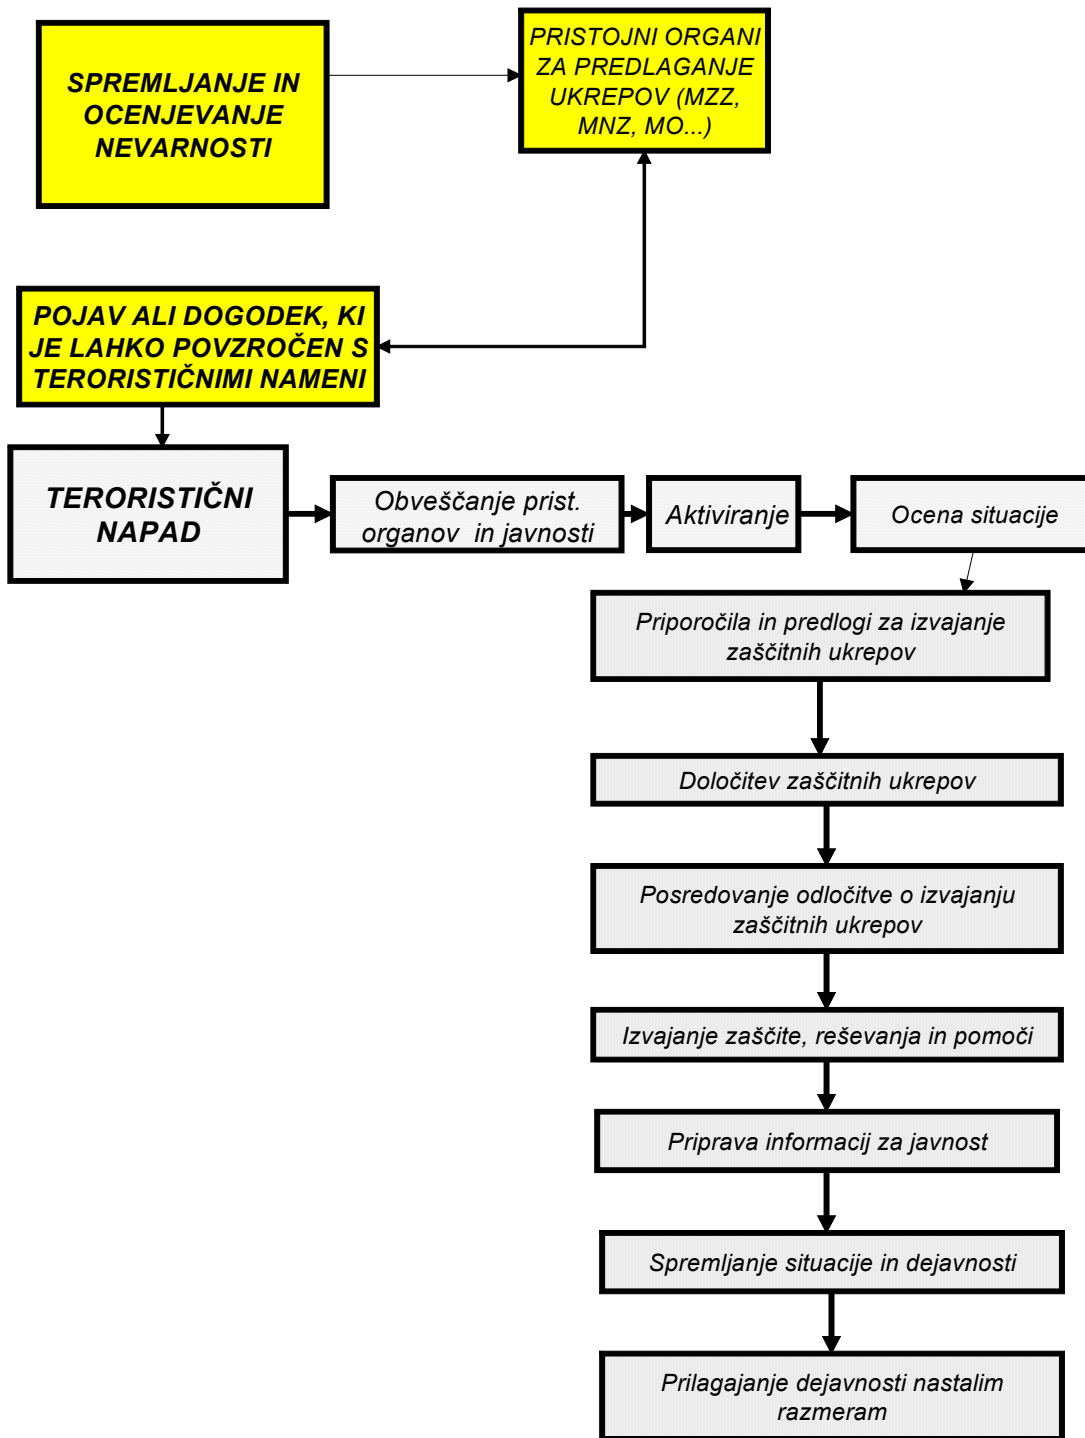 SPREMLJANJE IN
OCENJEVANJE
NEVARNOSTI
PRISTOJNI ORGANI
ZA PREDLAGANJE
UKREPOV (MZZ,
MNZ, MO...)
POJAV ALI DOGODEK, KI
JE LAHKO POVZROČEN S
TERORISTIČNIMI NAMENI
TERORISTIČNI
NAPAD
Obveščanje prist.
organov in javnosti
Aktiviranje
Ocena situacije
Priporočila in predlogi za izvajanje
zaščitnih ukrepov
Določitev zaščitnih ukrepov
Posredovanje odločitve o izvajanju
zaščitnih ukrepov
Izvajanje zaščite, reševanja in pomoči
Priprava informacij za javnost
Spremljanje situacije in dejavnosti
Prilagajanje dejavnosti nastalim
razmeram